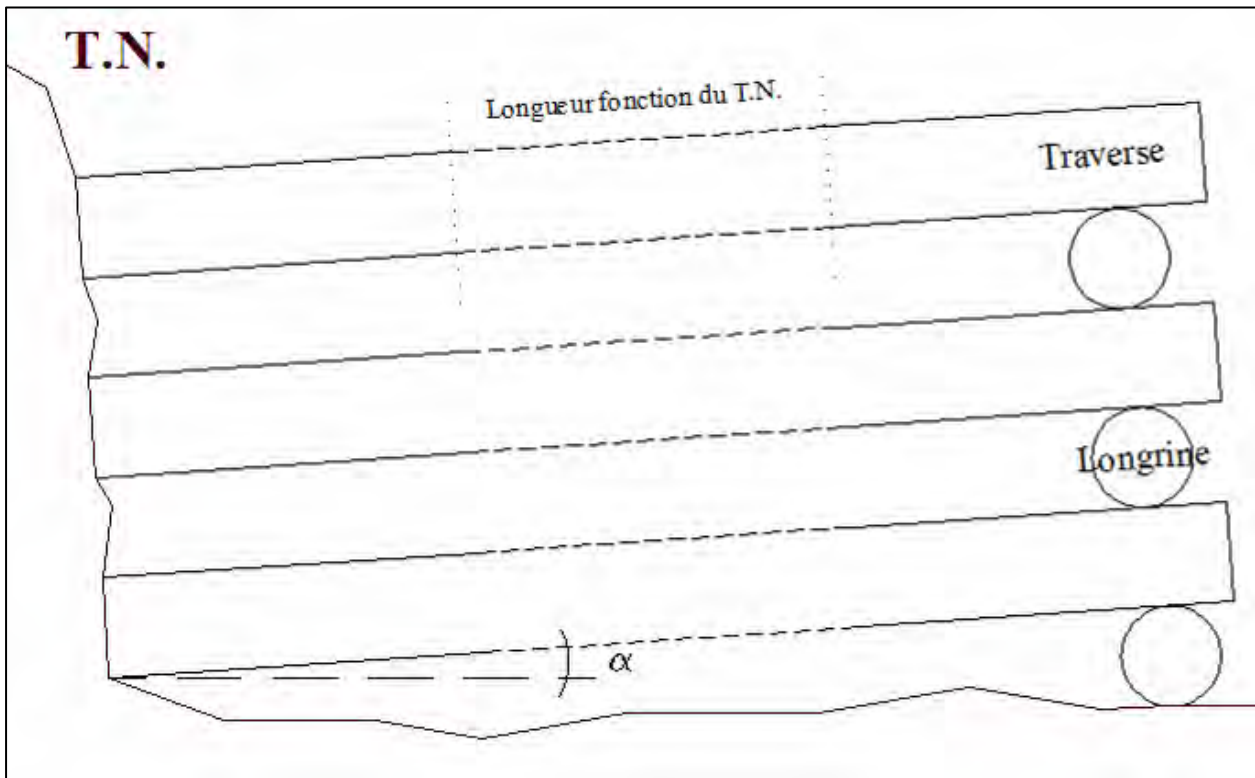 T.N.
Longueur fonction du T.N.
Traverse
Longrine
α